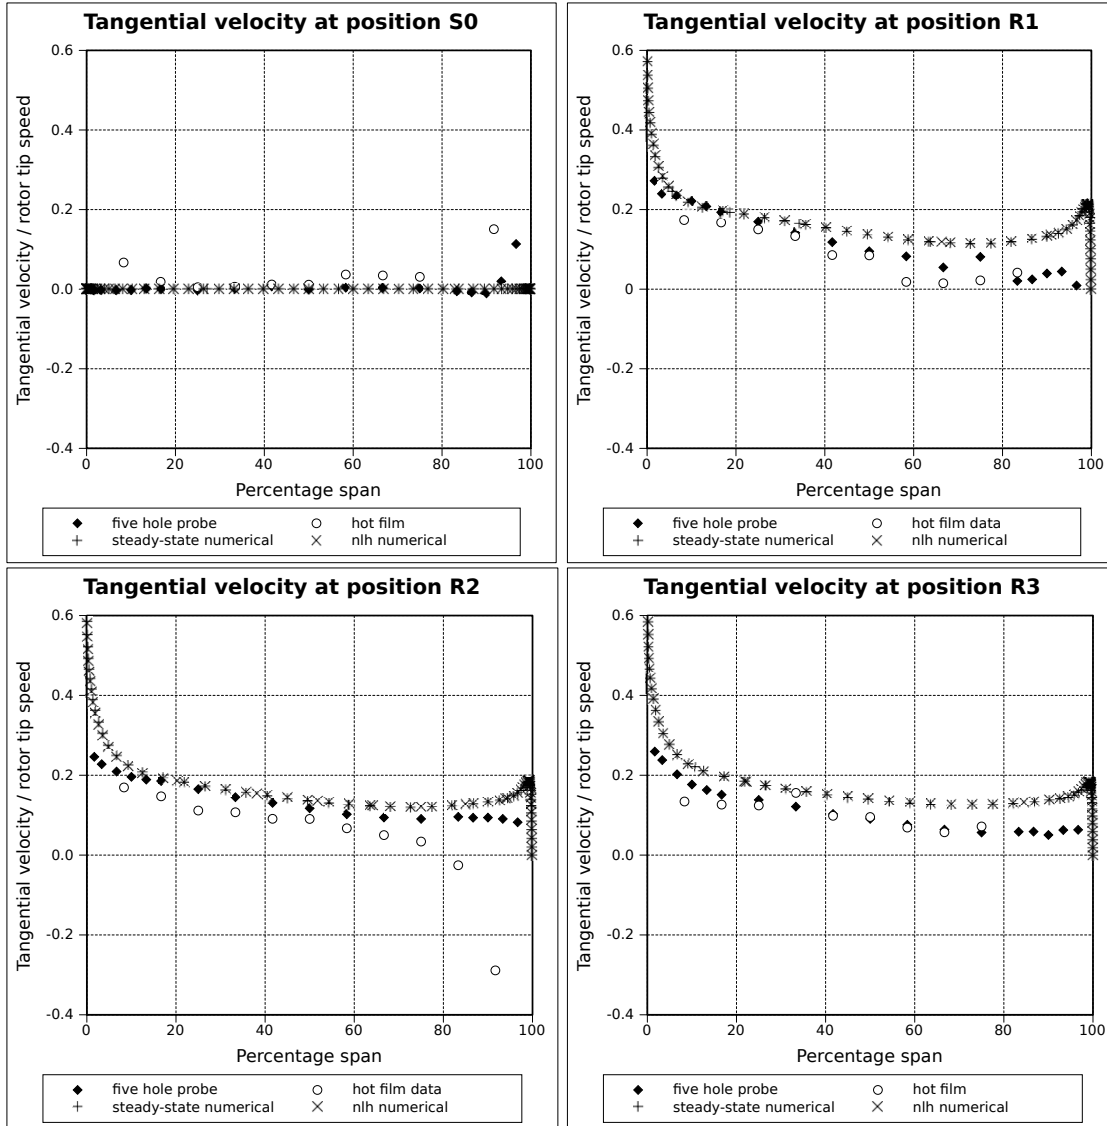 Tangential velocity at position S0
Tangential velocity / rotor tip speed
0.6
0.4
0.2
0.0
-0.2
-0.4
0 20 40 60 80 100
Percentage span
five hole probe hot film
steady-state numerical nlh numerical
Tangential velocity at position R1
Tangential velocity / rotor tip speed
0.6
0.4
0.2
0.0
-0.2
-0.4
0 20 40 60 80 100
Percentage span
five hole probe hot film data
steady-state numerical nlh numerical
Tangential velocity at position R2
Tangential velocity / rotor tip speed
0.6
0.4
0.2
0.0
-0.2
-0.4
0 20 40 60 80 100
Percentage span
five hole probe hot film data
steady-state numerical nlh numerical
Tangential velocity at position R3
Tangential velocity / rotor tip speed
0.6
0.4
0.2
0.0
-0.2
-0.4
0 20 40 60 80 100
Percentage span
five hole probe hot film
steady-state numerical nlh numerical